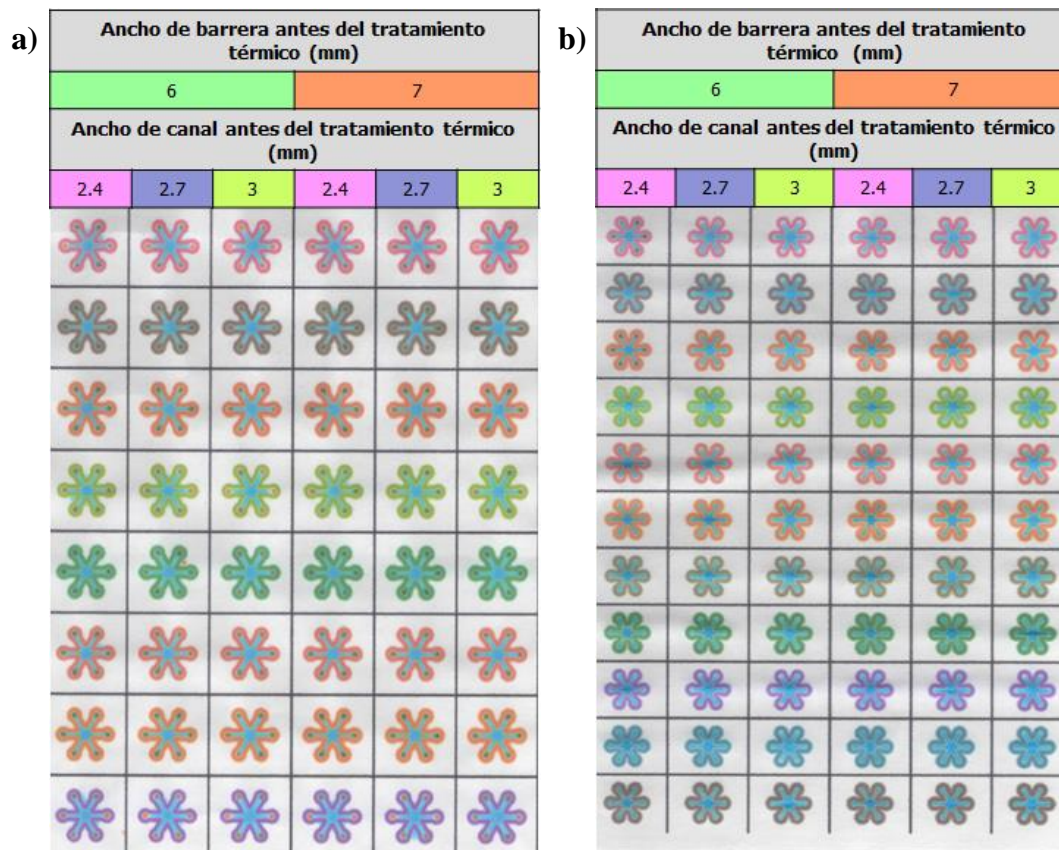 a)
Ancho de barrera antes del tratamiento
térmico (mm)
6 7
Ancho de canal antes del tratamiento térmico
(mm)
2.4 2.7 3 2.4 2.7 3
b)
Ancho de barrera antes del tratamiento
térmico (mm)
6 7
Ancho de canal antes del tratamiento térmico
(mm)
2.4 2.7 3 2.4 2.7 3